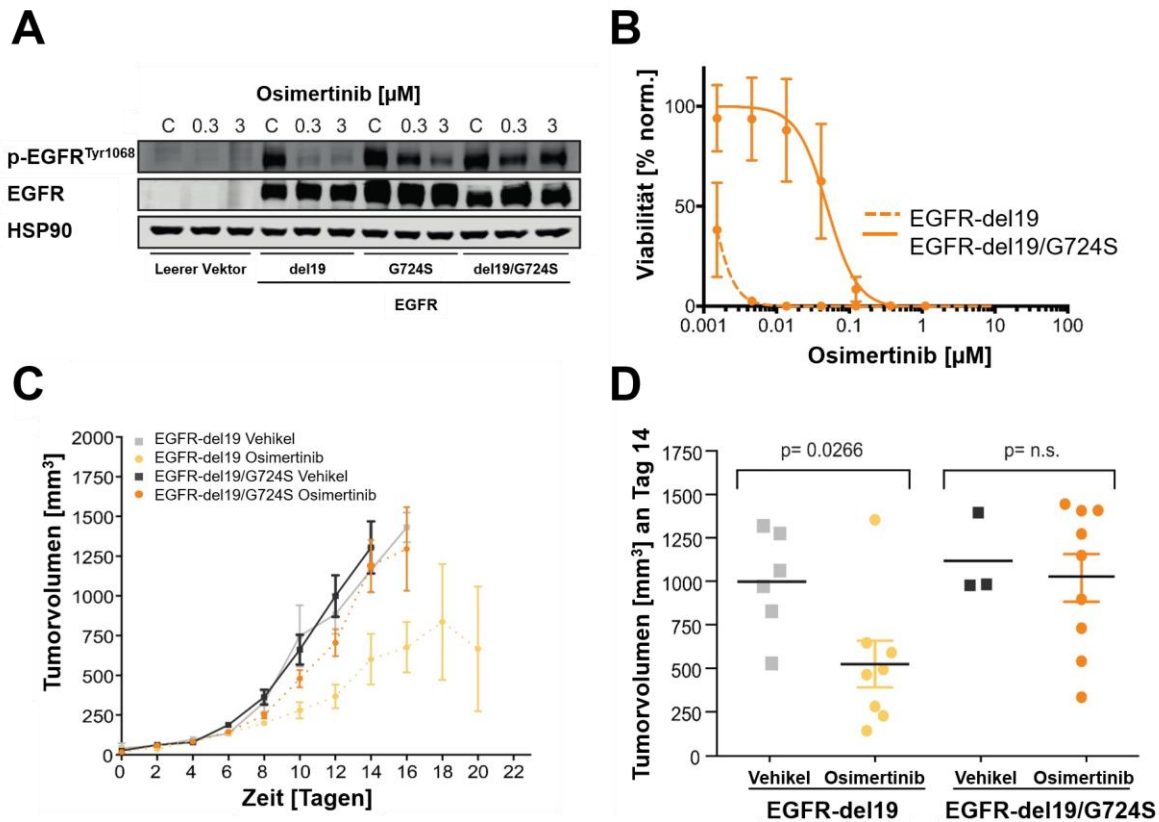 A
Osimertinib [µM]
C 0.3 3 C 0.3 3 C 0.3 3 C 0.3 3
p-EGFRTyr1068
EGFR
HSP90
Leerer Vektor del19 G724S del19/G724S
EGFR
B
Viabilität [% norm.]
100
50
0
EGFR-del19
EGFR-del19/G724S
0.001 0.01 0.1 1 10 100
Osimertinib [µM]
C
Tumorvolumen [mm³]
2000
1750
1500
1250
1000
750
500
250
0
EGFR-del19 Vehikel
EGFR-del19 Osimertinib
EGFR-del19/G724S Vehikel
EGFR-del19/G724S Osimertinib
0 2 4 6 8 10 12 14 16 18 20 22
Zeit [Tagen]
D
Tumorvolumen [mm³] an Tag 14
1750
1500
1250
1000
750
500
250
0
p= 0.0266 p= n.s.
Vehikel Osimertinib Vehikel Osimertinib
EGFR-del19 EGFR-del19/G724S